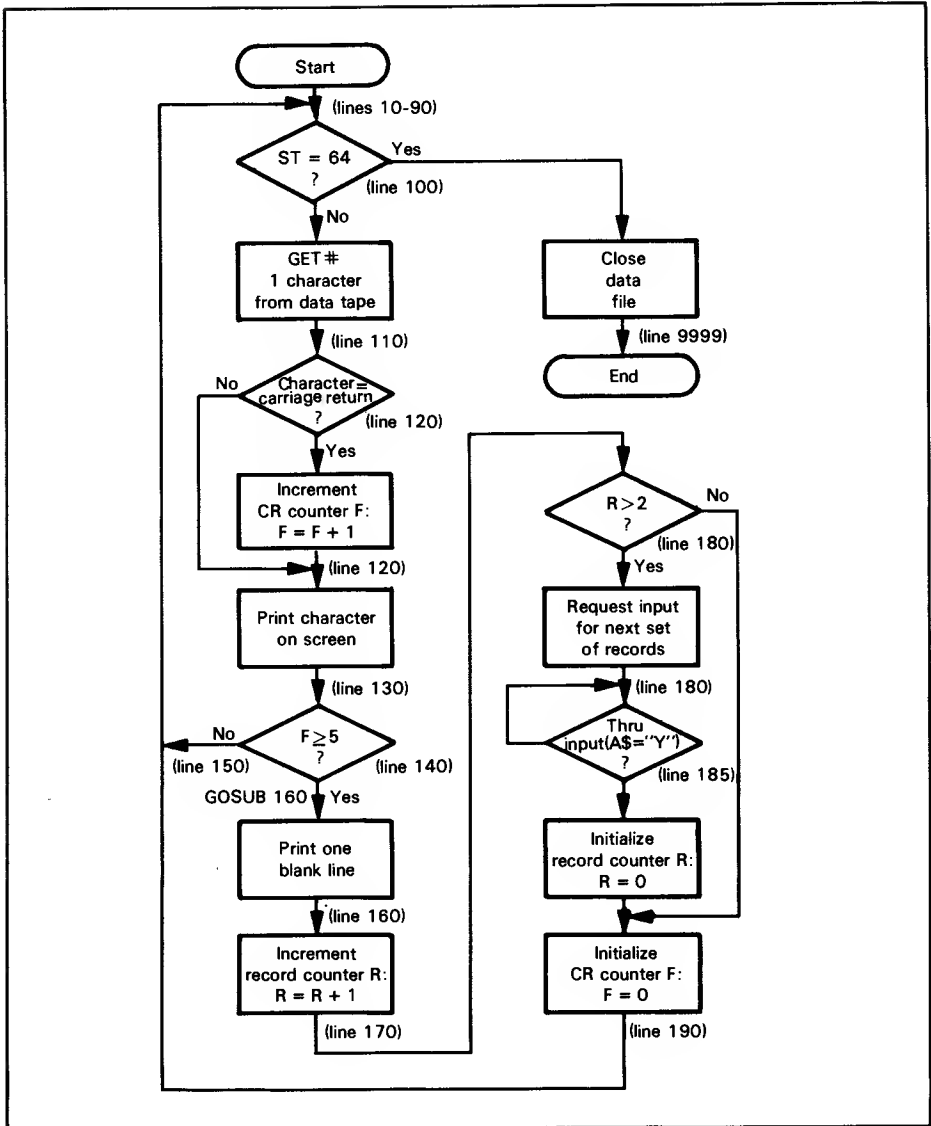 Start
(lines 10-90)
ST = 64
?
Yes
(line 100)
No
GET #
1 character
from data tape
(line 110)
Character=
carriage return
?
No
(line 120)
Yes
Increment
CR counter F:
F = F + 1
(line 120)
Print character
on screen
(line 130)
F≥5
?
No
(line 150)
(line 140)
GOSUB 160
Yes
Print one
blank line
(line 160)
Increment
record counter R:
R = R + 1
(line 170)
Close
data
file
(line 9999)
End
R>2
?
No
(line 180)
Yes
Request input
for next set
of records
(line 180)
Thru
input(A$="Y")
?
(line 185)
Initialize
record counter R:
R = 0
Initialize
CR counter F:
F = 0
(line 190)